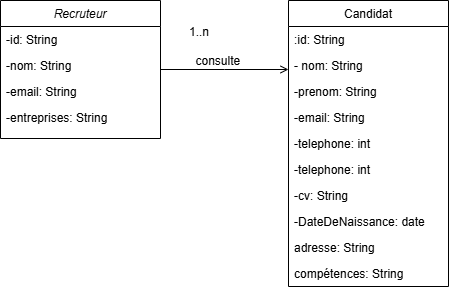 Recruteur
-id: String
-nom: String
-email: String
-entreprises: String
1..n
consulte
Candidat
:id: String
- nom: String
-prenom: String
-email: String
-telephone: int
-telephone: int
-cv: String
-DateDeNaissance: date
adresse: String
compétences: String